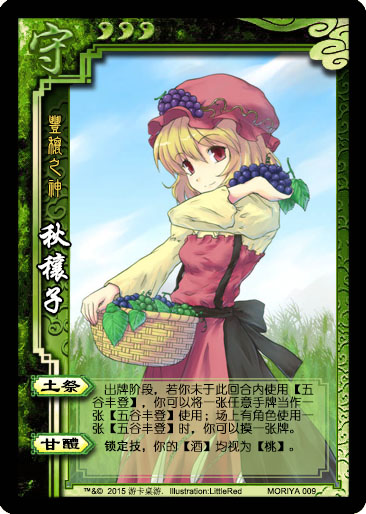 守
豐穰之神
秋穰子
土祭
出牌阶段，若你未于此回合内使用【五
谷丰登】，你可以将一张任意手牌当作一
张【五谷丰登】使用；场上有角色使用一
张【五谷丰登】时，你可以摸一张牌。
甘醴
锁定技，你的【酒】均视为【桃】。
™&© 2015 游卡桌游. Illustration:LittleRed MORIYA 009